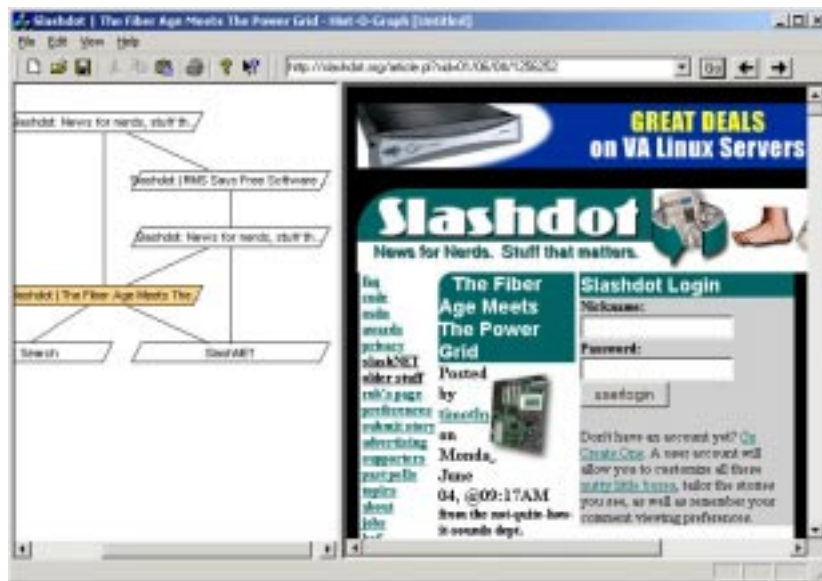 Slashdot | The Fiber Age Meets The Power Grid - Hist-O-Graph [Untitled]
File Edit View Help
http://slashdot.org/article.pl?sid=01/06/04/1256252
Go
Slashdot: News for nerds, stuff th..
Slashdot | RMS Says Free Software
Slashdot: News for nerds, stuff th..
Slashdot | The Fiber Age Meets The
Search
SlashNET
GREAT DEALS
on VA Linux Servers
Slashdot
News for Nerds. Stuff that matters.
faq
code
awards
privacy
slashNET
older stuff
rob's page
preferences
submit story
advertising
supporters
past polls
topics
about
jobs
The Fiber
Age Meets
The Power
Grid
Posted
by
timothy
on
Monday,
June
04, @09:17AM
from the not-quite-how-
it-sounds dept.
Slashdot Login
Nickname:
Password:
userlogin
Don't have an account yet? Go
Create One. A user account will
allow you to customize all these
nutty little boxes, tailor the stories
you see, as well as remember your
comment viewing preferences.